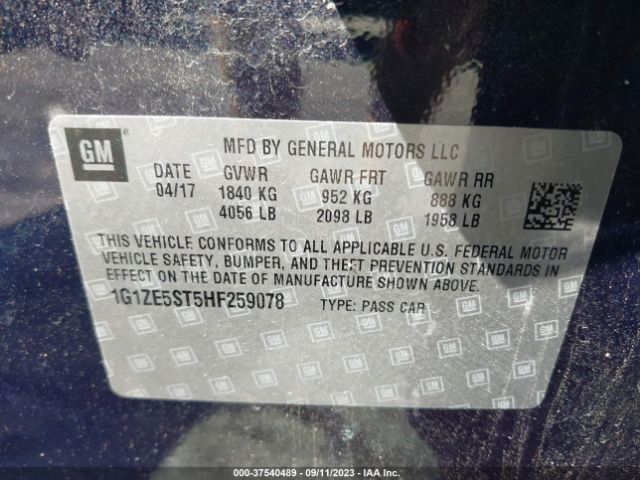 GM
MFD BY GENERAL MOTORS LLC
DATE GVWR GAWR FRT GAWR RR
04/17 1840 KG 952 KG 888 KG
4056 LB 2098 LB 1958 LB
THIS VEHICLE CONFORMS TO ALL APPLICABLE U.S. FEDERAL MOTOR
VEHICLE SAFETY, BUMPER, AND THEFT PREVENTION STANDARDS IN
EFFECT ON THE DATE OF MANUFACTURE SHOWN ABOVE.
1G1ZE5ST5HF259078 TYPE: PASS CAR
000-37540489 - 09/11/2023 - IAA Inc.